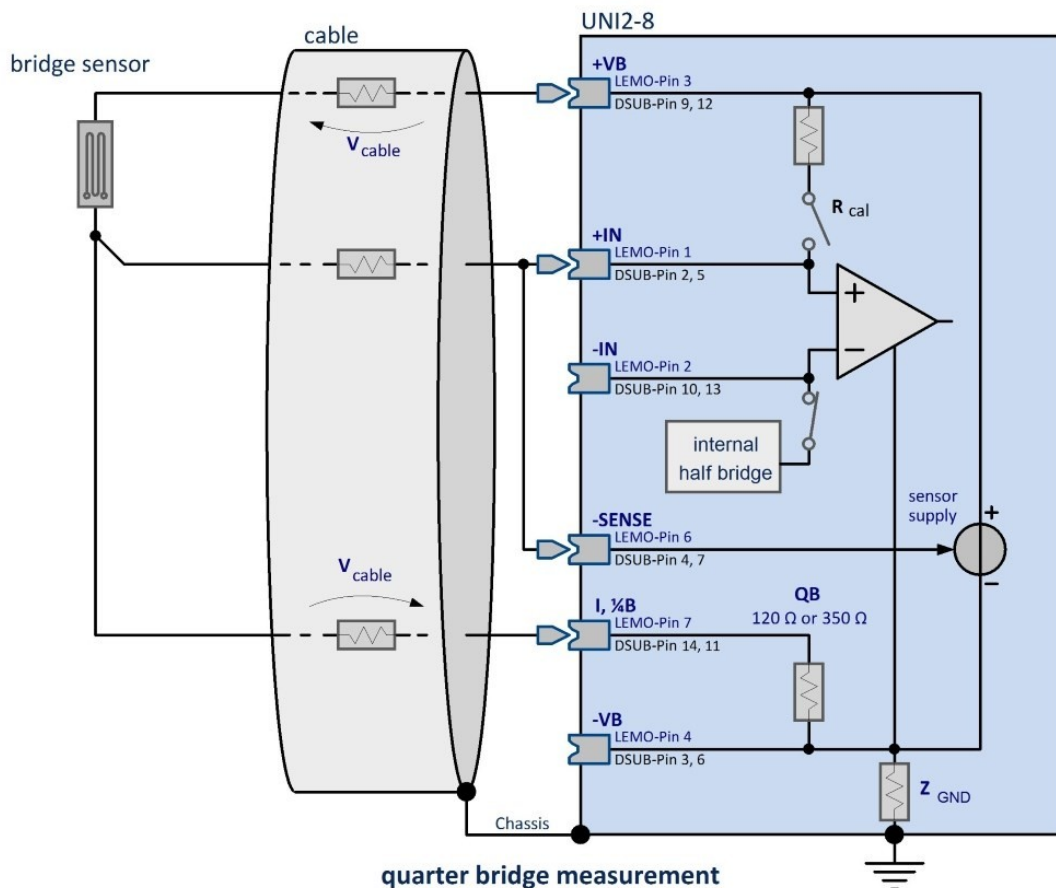 UNI2-8
cable
bridge sensor
+VB
LEMO-Pin 3
DSUB-Pin 9, 12
V cable
R cal
+IN
LEMO-Pin 1
DSUB-Pin 2, 5
+
−
-IN
LEMO-Pin 2
DSUB-Pin 10, 13
internal
half bridge
sensor
supply
+
−
-SENSE
LEMO-Pin 6
DSUB-Pin 4, 7
V cable
I, ¼B
LEMO-Pin 7
DSUB-Pin 14, 11
QB
120 Ω or 350 Ω
-VB
LEMO-Pin 4
DSUB-Pin 3, 6
Z GND
Chassis
quarter bridge measurement